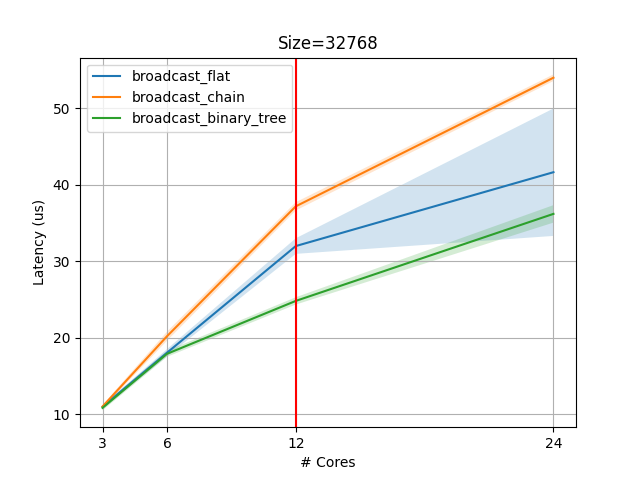 Size=32768
broadcast_flat
broadcast_chain
broadcast_binary_tree
Latency (us)
50
40
30
20
10
3 6 12 24
# Cores